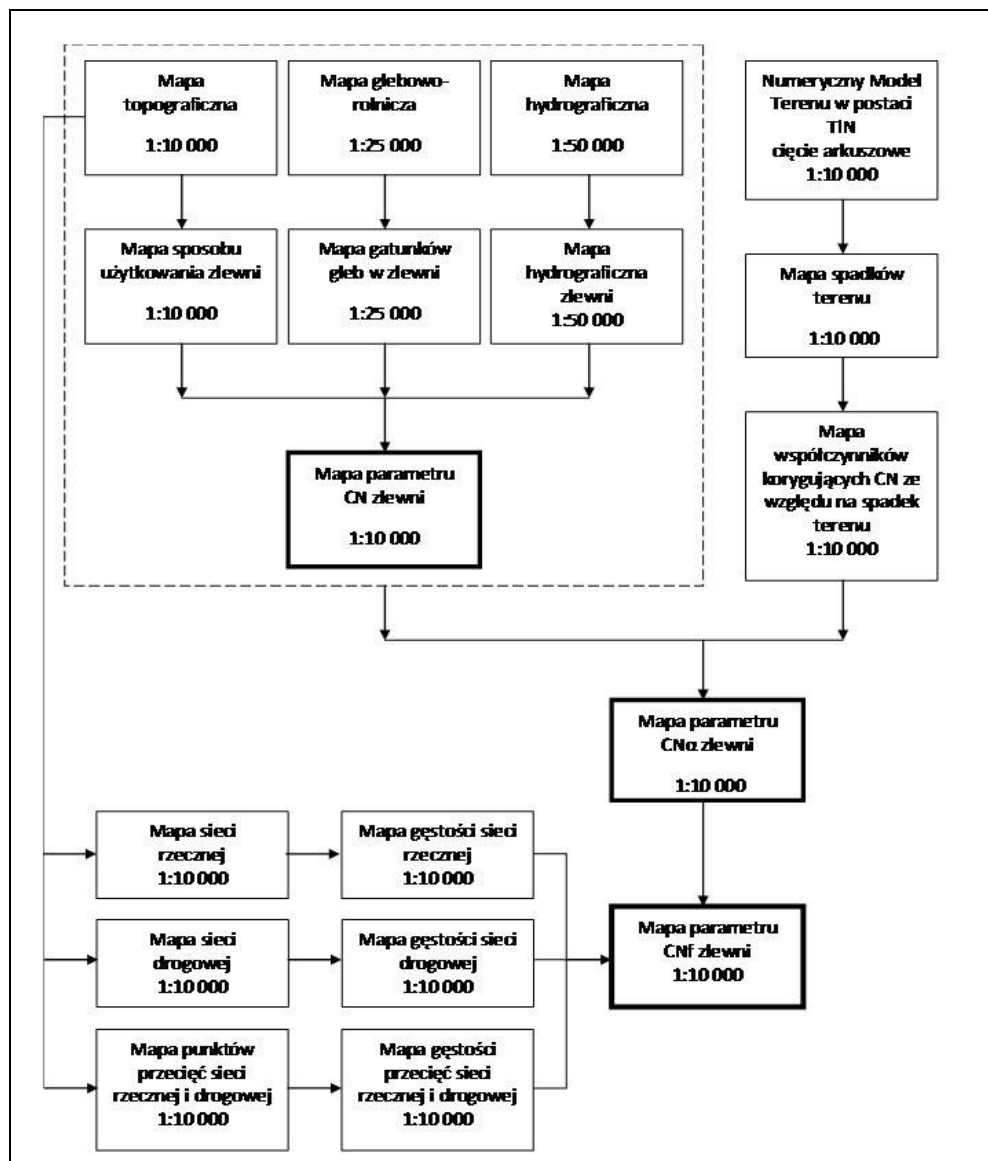 Mapa
topograficzna
1:10 000
Mapa glebowo-
rolnicza
1:25 000
Mapa
hydrograficzna
1:50 000
Numeryczny Model
Terenu w postaci
TIN
cięcie arkuszowe
1:10 000
Mapa sposobu
użytkowania zlewni
1:10 000
Mapa gatunków
gleb w zlewni
1:25 000
Mapa
hydrograficzna
zlewni
1:50 000
Mapa spadków
terenu
1:10 000
Mapa parametru
CN zlewni
1:10 000
Mapa
współczynników
korygujących CN ze
względu na spadek
terenu
1:10 000
Mapa parametru
CNα zlewni
1:10 000
Mapa sieci
rzecznej
1:10 000
Mapa gęstości sieci
rzecznej
1:10 000
Mapa sieci
drogowej
1:10 000
Mapa gęstości sieci
drogowej
1:10 000
Mapa parametru
CNf zlewni
1:10 000
Mapa punktów
przecięć sieci
rzecznej i drogowej
1:10 000
Mapa gęstości
przecięć sieci
rzecznej i drogowej
1:10 000